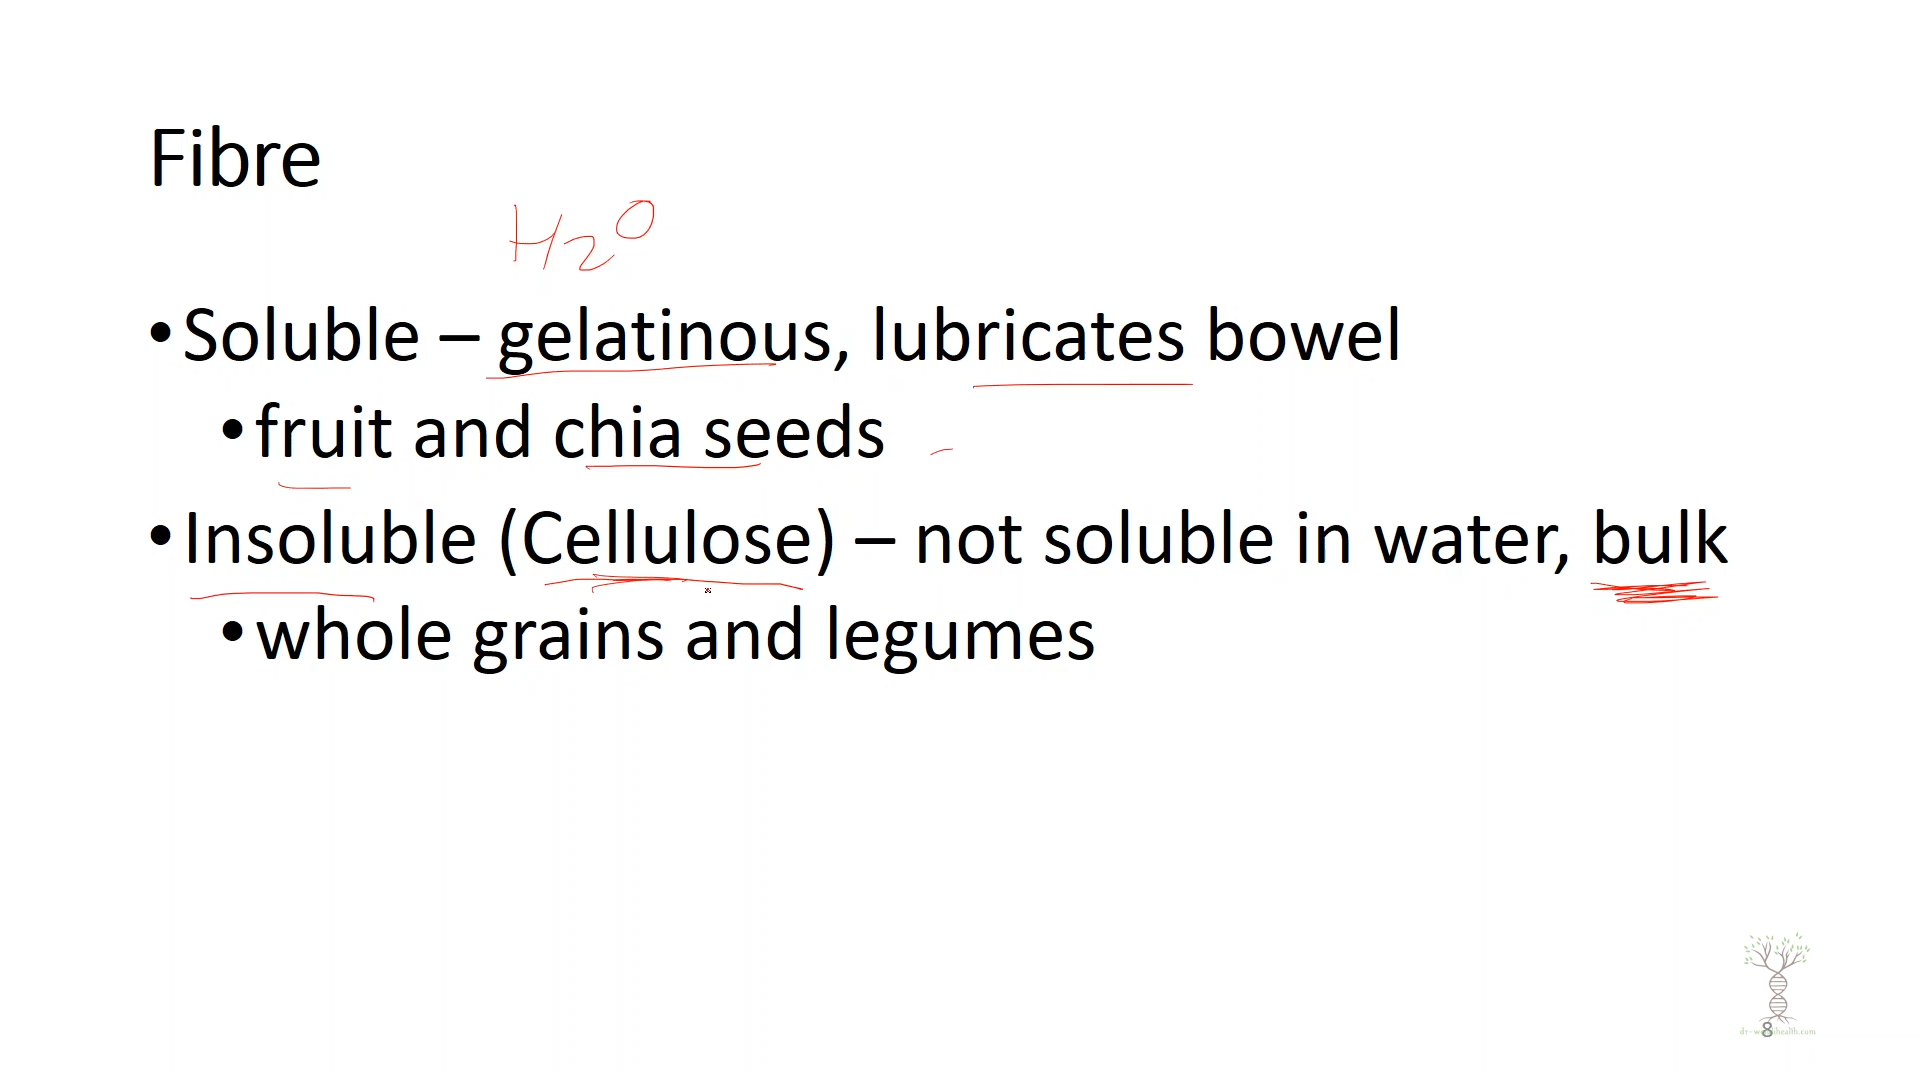 Fibre
H2O
•Soluble – gelatinous, lubricates bowel
•fruit and chia seeds
•Insoluble (Cellulose) – not soluble in water, bulk
•whole grains and legumes
8